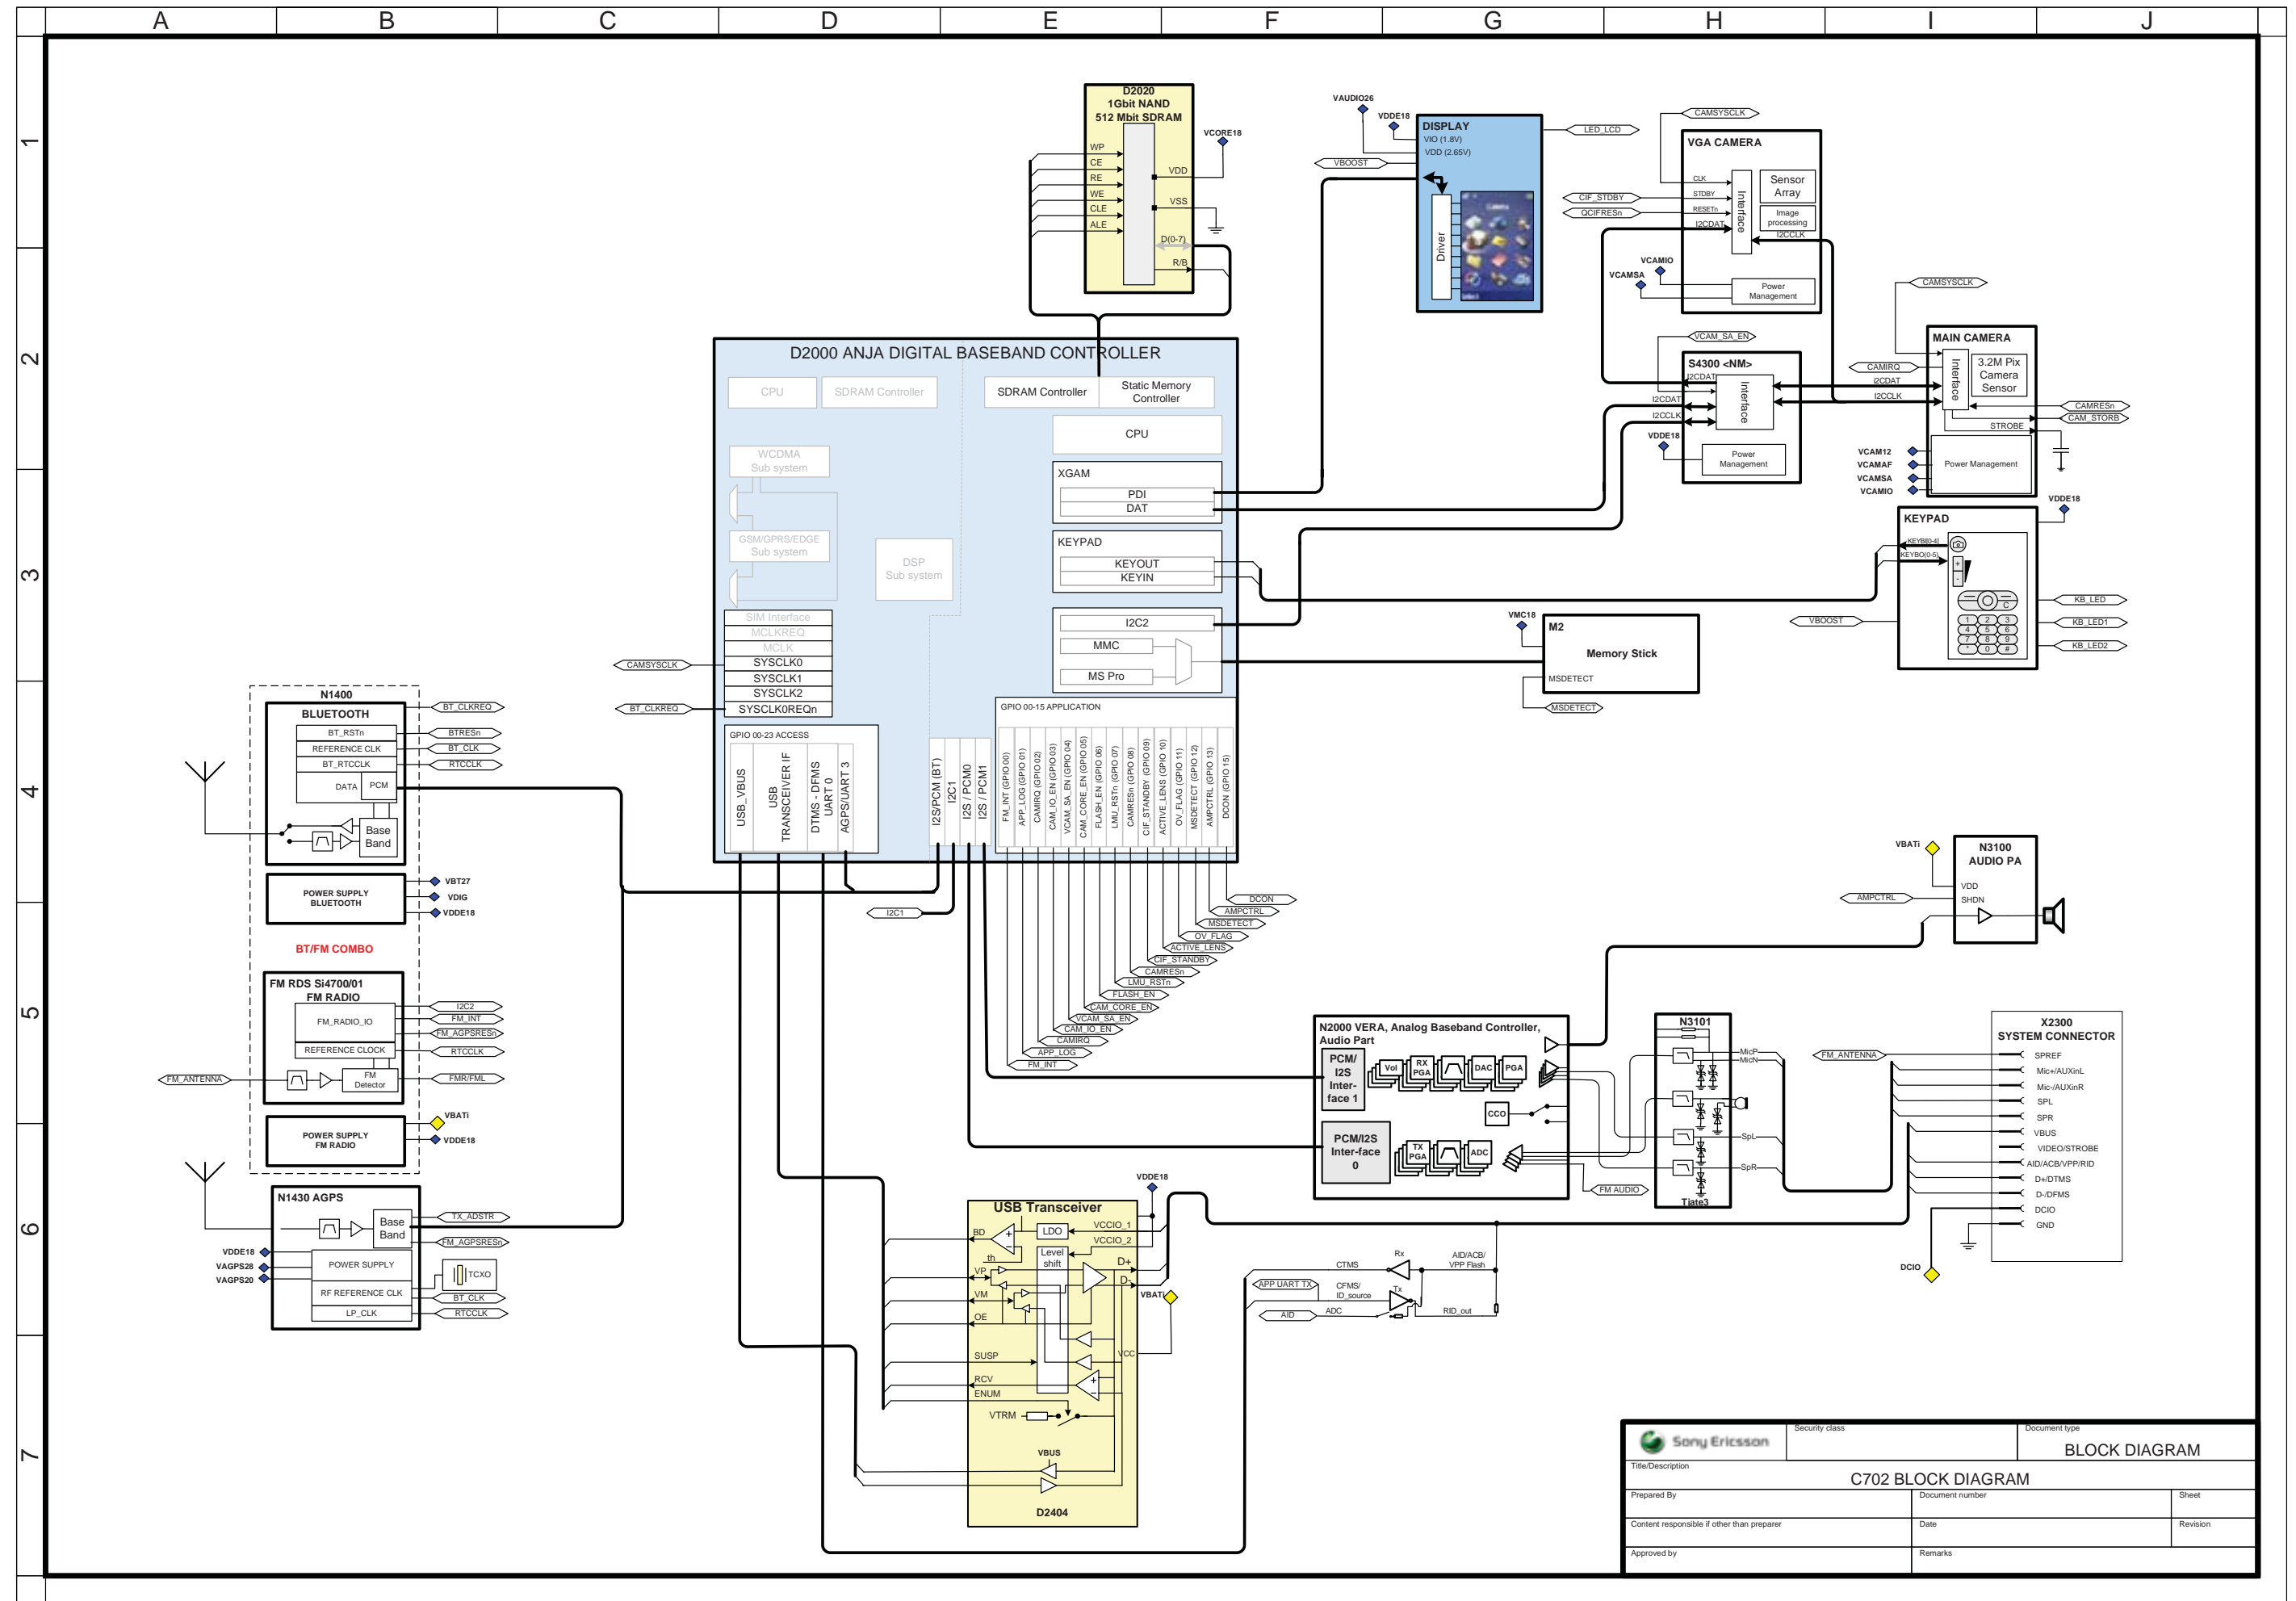 A B C D E F G H I J
1
2
3
4
5
6
7
D2020
1Gbit NAND
512 Mbit SDRAM
WP
CE
RE
WE
CLE
ALE
VDD
VSS
D(0-7)
R/B
VCORE18
VAUDIO26
VDDE18
VBOOST
DISPLAY
VIO (1.8V)
VDD (2.65V)
Driver
LED_LCD
CAMSYSCLK
VGA CAMERA
CLK
STDBY
RESETn
I2CDAT
Interface
Sensor
Array
Image
processing
I2CCLK
CIF_STDBY
QCIFRESn
VCAMIO
VCAMSA
Power
Management
VCAM_SA_EN
S4300 <NM>
I2CDAT
I2CDAT
I2CCLK
Interface
VDDE18
Power
Management
CAMSYSCLK
MAIN CAMERA
Interface
3.2M Pix
Camera
Sensor
CAMIRQ
I2CDAT
I2CCLK
CAMRESn
CAM_STORB
STROBE
Power Management
VCAM12
VCAMAF
VCAMSA
VCAMIO
VDDE18
KEYPAD
KEYBI[0-4]
KEYBO(0-5)
+
-
C
1 2 3
4 5 6
7 8 9
* 0 #
VBOOST
KB_LED
KB_LED1
KB_LED2
D2000 ANJA DIGITAL BASEBAND CONTROLLER
CPU
SDRAM Controller
SDRAM Controller
Static Memory
Controller
CPU
WCDMA
Sub system
GSM/GPRS/EDGE
Sub system
DSP
Sub system
XGAM
PDI
DAT
KEYPAD
KEYOUT
KEYIN
I2C2
MMC
MS Pro
SIM Interface
MCLKREQ
MCLK
SYSCLK0
SYSCLK1
SYSCLK2
SYSCLK0REQn
CAMSYSCLK
BT_CLKREQ
GPIO 00-23 ACCESS
USB_VBUS
USB
TRANSCEIVER IF
DTMS - DFMS
UART 0
AGPS/UART 3
I2S/PCM (BT)
I2C1
I2S / PCM0
I2S / PCM1
GPIO 00-15 APPLICATION
FM_INT (GPIO 00)
APP_LOG (GPIO 01)
CAMIRQ (GPIO 02)
CAM_IO_EN (GPIO 03)
VCAM_SA_EN (GPIO 04)
CAM_CORE_EN (GPIO 05)
FLASH_EN (GPIO 06)
LMU_RSTn (GPIO 07)
CAMRESn (GPIO 08)
CIF_STANDBY (GPIO 09)
ACTIVE_LENS (GPIO 10)
OV_FLAG (GPIO 11)
MSDETECT (GPIO 12)
AMPCTRL (GPIO 13)
DCON (GPIO 15)
I2C1
DCON
AMPCTRL
MSDETECT
OV_FLAG
ACTIVE_LENS
CIF_STANDBY
CAMRESn
LMU_RSTn
FLASH_EN
CAM_CORE_EN
VCAM_SA_EN
CAM_IO_EN
CAMIRQ
APP_LOG
FM_INT
VMC18
M2
Memory Stick
MSDETECT
MSDETECT
N1400
BLUETOOTH
BT_RSTn
REFERENCE CLK
BT_RTCCLK
DATA
PCM
Base
Band
BT_CLKREQ
BTRESn
BT_CLK
RTCCLK
POWER SUPPLY
BLUETOOTH
VBT27
VDIG
VDDE18
BT/FM COMBO
FM RDS Si4700/01
FM RADIO
FM_RADIO_IO
REFERENCE CLOCK
FM
Detector
I2C2
FM_INT
FM_AGPSRESn
RTCCLK
FMR/FML
FM_ANTENNA
POWER SUPPLY
FM RADIO
VBATi
VDDE18
N1430 AGPS
Base
Band
TX_ADSTR
FM_AGPSRESn
VDDE18
VAGPS28
VAGPS20
POWER SUPPLY
RF REFERENCE CLK
LP_CLK
TCXO
BT_CLK
RTCCLK
USB Transceiver
BD
+
-
LDO
VCCIO_1
VCCIO_2
Level
shift
th
VP
VM
OE
SUSP
RCV
ENUM
D+
D-
VCC
+
-
VTRM
VBUS
D2404
VDDE18
VBATi
CTMS
Rx
AID/ACB/
VPP Flash
APP UART TX
CFMS/
ID_source
Tx
AID
ADC
RID_out
N2000 VERA, Analog Baseband Controller,
Audio Part
PCM/
I2S
Inter-
face 1
Vol
RX
PGA
DAC
PGA
CCO
PCM/I2S
Inter-face
0
TX
PGA
ADC
FM AUDIO
N3101
MicP
MicN
SpL
SpR
Tjate3
VBATi
N3100
AUDIO PA
VDD
SHDN
AMPCTRL
X2300
SYSTEM CONNECTOR
FM_ANTENNA
SPREF
Mic+/AUXinL
Mic-/AUXinR
SPL
SPR
VBUS
VIDEO/STROBE
AID/ACB/VPP/RID
D+/DTMS
D-/DFMS
DCIO
GND
DCIO
Sony Ericsson
Security class
Document type
BLOCK DIAGRAM
Title/Description
C702 BLOCK DIAGRAM
Prepared By
Document number
Sheet
Content responsible if other than preparer
Date
Revision
Approved by
Remarks